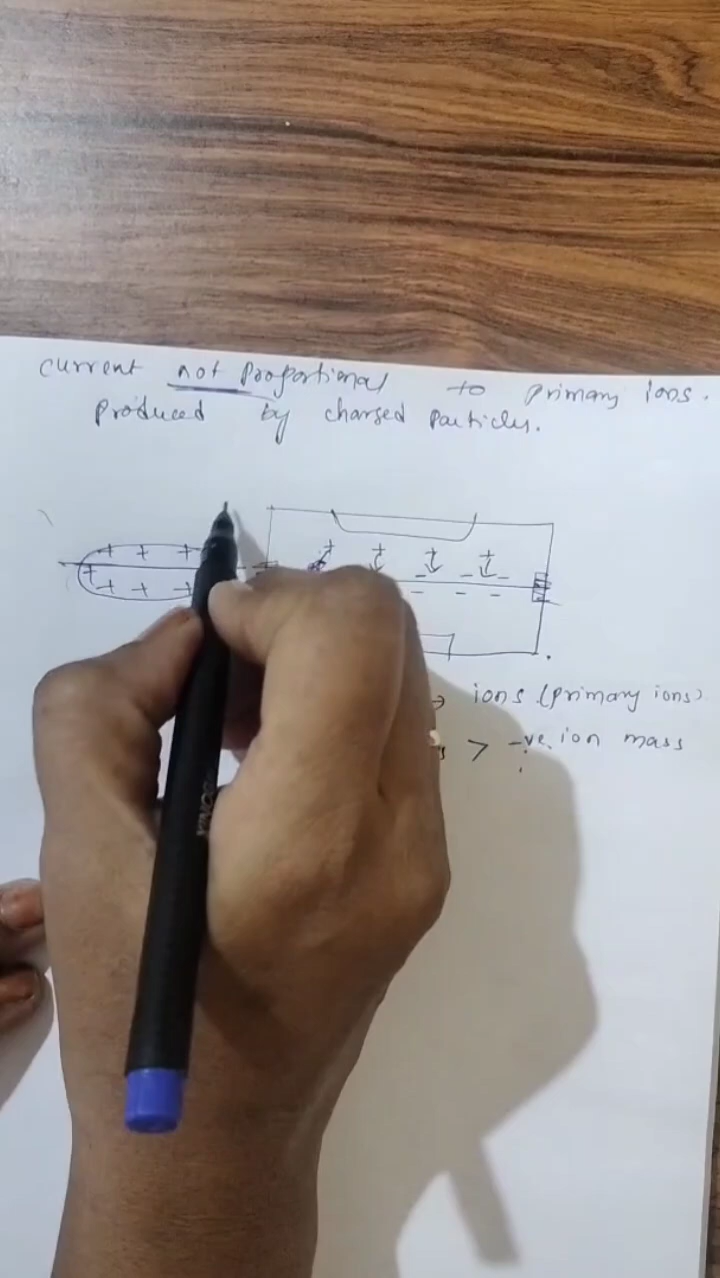 current not Proportional to primary ions.
produced by charged particles.
→ ions (primary ions)
> -ve ion mass